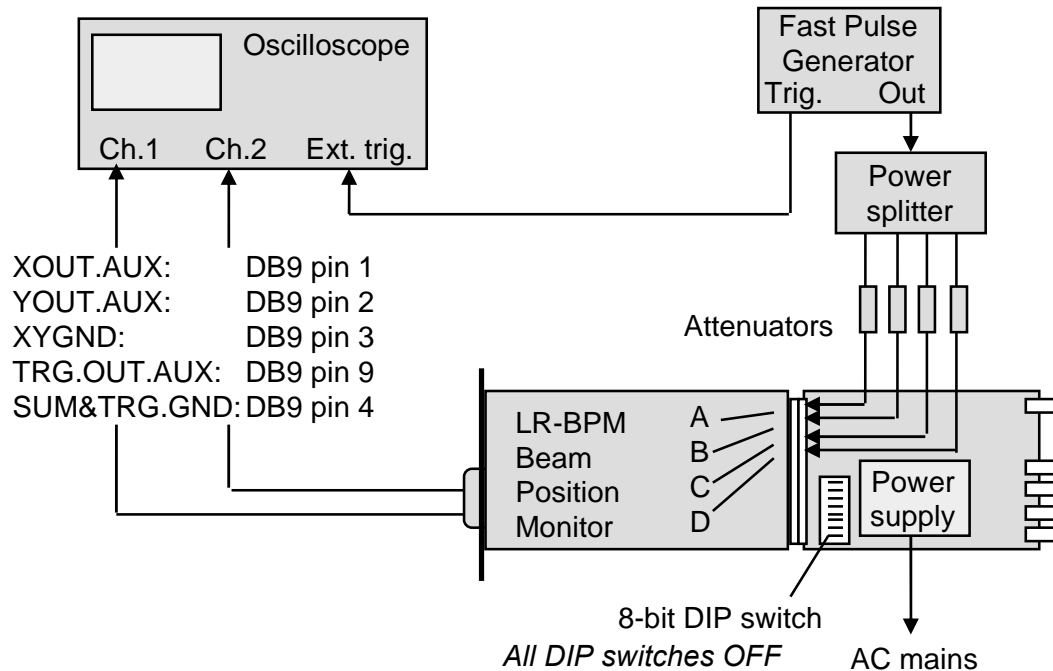 Oscilloscope
Ch.1 Ch.2 Ext. trig.
Fast Pulse
Generator
Trig. Out
Power
splitter
XOUT.AUX: DB9 pin 1
YOUT.AUX: DB9 pin 2
XYGND: DB9 pin 3
TRG.OUT.AUX: DB9 pin 9
SUM&TRG.GND: DB9 pin 4
Attenuators
LR-BPM
Beam
Position
Monitor
A
B
C
D
Power
supply
8-bit DIP switch
All DIP switches OFF
AC mains